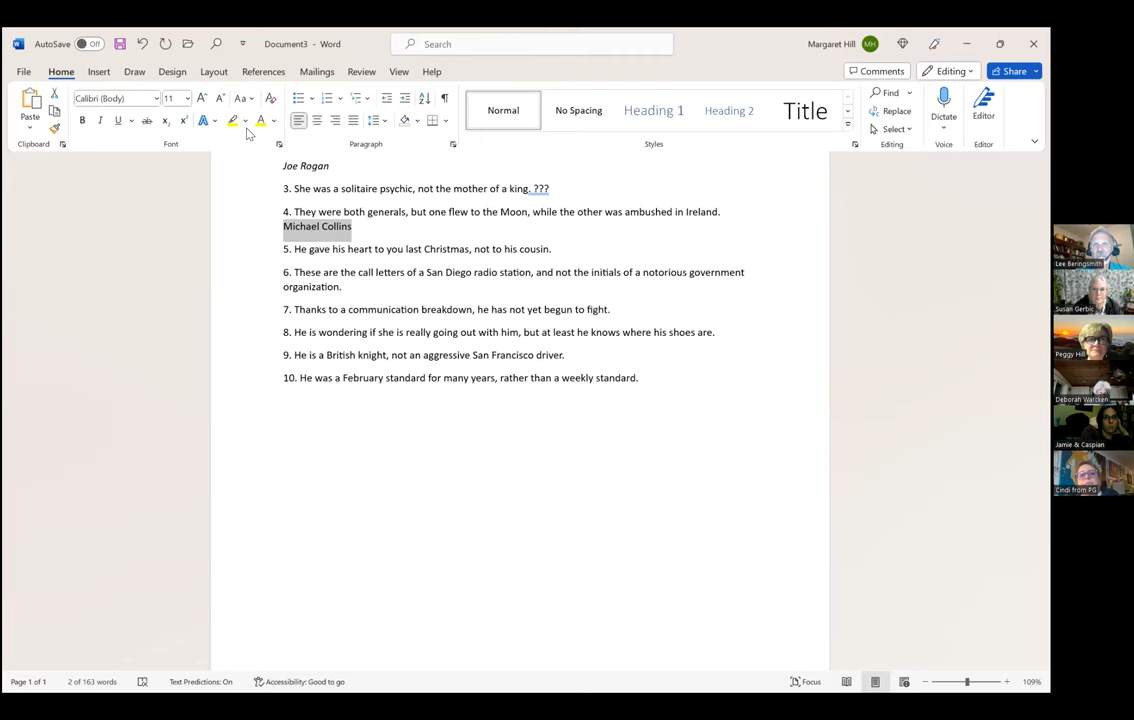 AutoSave
Off
Document3 - Word
Search
Margaret Hill
MH
File
Home
Insert
Draw
Design
Layout
References
Mailings
Review
View
Help
Comments
Editing
Share
Paste
Calibri (Body)
11
Aa
Normal
No Spacing
Heading 1
Heading 2
Title
Find
Replace
Select
Dictate
Editor
Clipboard
Font
Paragraph
Styles
Editing
Voice
Editor
Joe Rogan
3. She was a solitaire psychic, not the mother of a king. ???
4. They were both generals, but one flew to the Moon, while the other was ambushed in Ireland.
Michael Collins
5. He gave his heart to you last Christmas, not to his cousin.
6. These are the call letters of a San Diego radio station, and not the initials of a notorious government
organization.
7. Thanks to a communication breakdown, he has not yet begun to fight.
8. He is wondering if she is really going out with him, but at least he knows where his shoes are.
9. He is a British knight, not an aggressive San Francisco driver.
10. He was a February standard for many years, rather than a weekly standard.
Lee Beringsmith
Susan Gerbic
Peggy Hill
Deborah Warcken
Jamie & Caspian
Cindi from PG
Page 1 of 1
2 of 163 words
Text Predictions: On
Accessibility: Good to go
Focus
109%